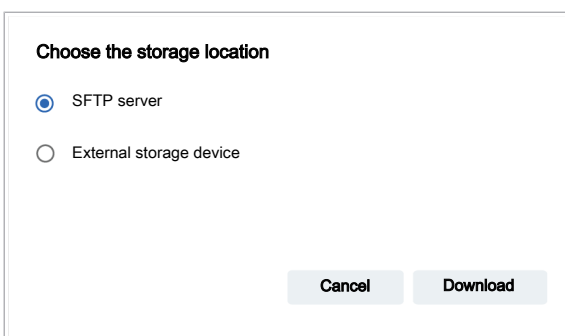 Choose the storage location
SFTP server
External storage device
Cancel Download